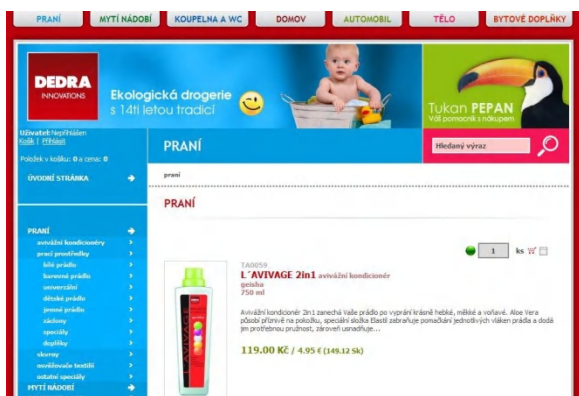 PRANÍ
MYTÍ NÁDOBÍ
KOUPELNA A WC
DOMOV
AUTOMOBIL
TĚLO
BYTOVÉ DOPLŇKY
DEDRA
INNOVATIONS
Ekologická drogerie
s 14ti letou tradicí
Tukan PEPAN
Váš pomocník s nákupem
Uživatel: Nepřihlášen
Košík | Přihlásit
Položek v košíku: 0 a cena: 0
PRANÍ
Hledaný výraz
ÚVODNÍ STRÁNKA
praní
PRANÍ
PRANÍ
avivážní kondicionéry
prací prostředky
bílé prádlo
barevné prádlo
univerzální
dětské prádlo
jemné prádlo
záclony
speciály
doplňky
skvrny
osvěžovače textilií
ostatní speciály
MYTÍ NÁDOBÍ
1 ks
TA0059
L´AVIVAGE 2in1 avivážní kondicionér
geisha
750 ml
Avivážní kondicionér 2in1 zanechá Vaše prádlo po vyprání krásně hebké, měkké a voňavé. Aloe Vera
působí příznivě na pokožku, speciální složka Elastil zabraňuje pomačkání jednotlivých vláken prádla a dodá
jim protřebnou pružnost, zároveň usnadňuje...
119.00 Kč / 4.95 € (149.12 Sk)
L'AVIVAGE